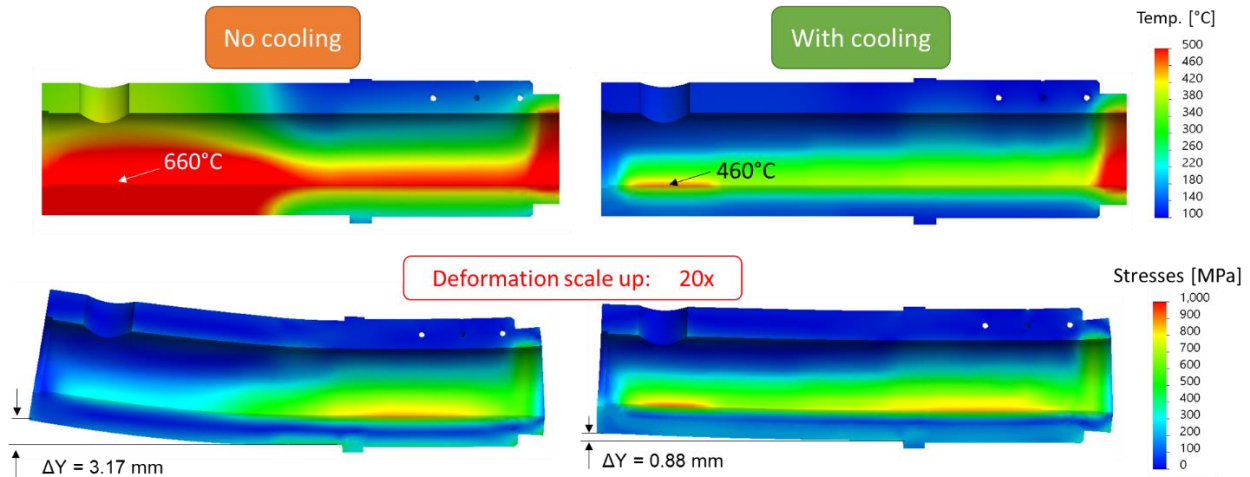 No cooling
With cooling
Temp. [°C]
500
460
420
380
340
300
260
220
180
140
100
660°C
460°C
Deformation scale up: 20x
Stresses [MPa]
1,000
900
800
700
600
500
400
300
200
100
0
ΔY = 3.17 mm
ΔY = 0.88 mm